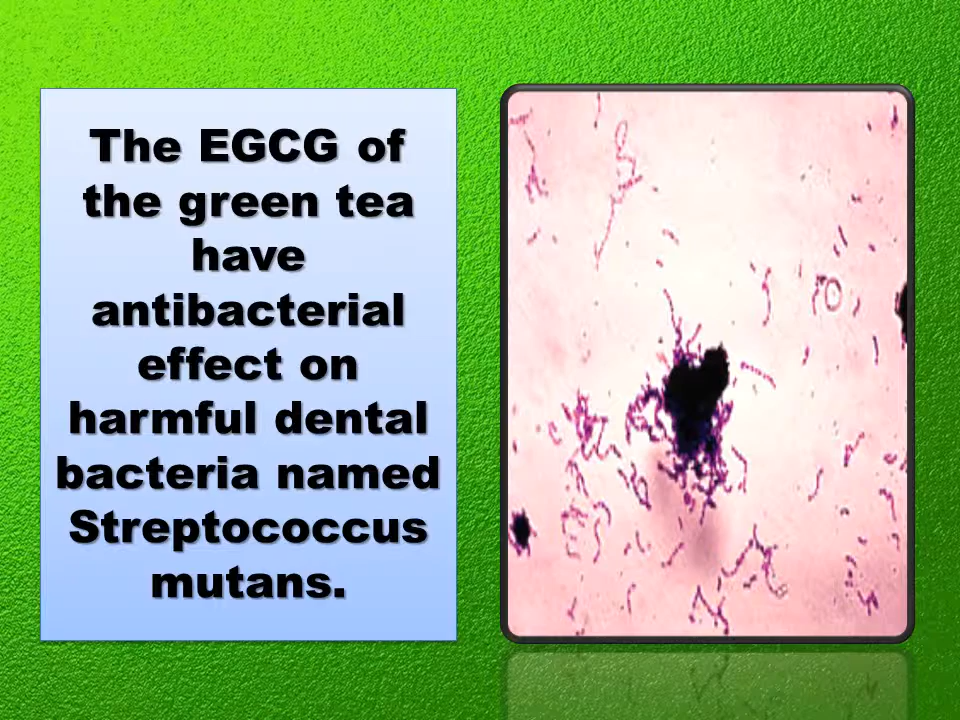 The EGCG of
the green tea
have
antibacterial
effect on
harmful dental
bacteria named
Streptococcus
mutans.